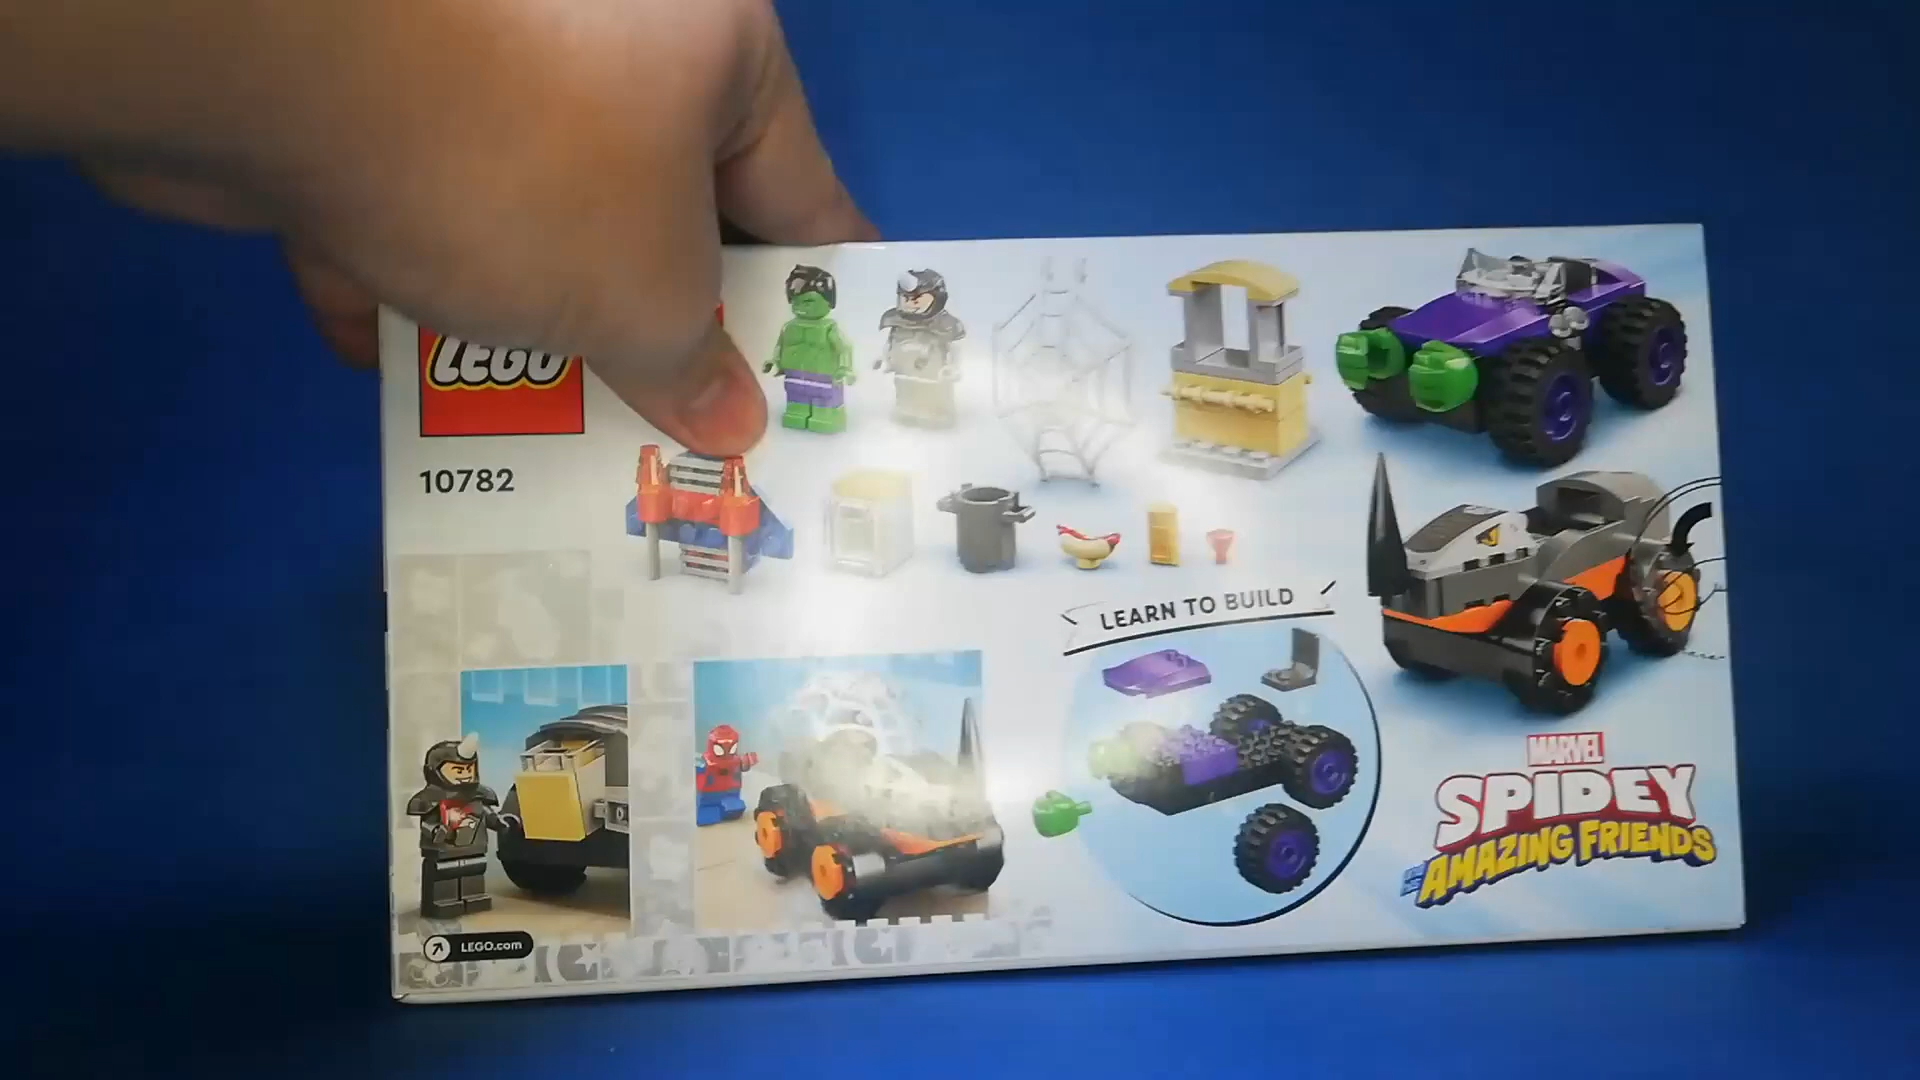 LEGO
10782
LEARN TO BUILD
MARVEL
SPIDEY
AMAZING FRIENDS
LEGO.com